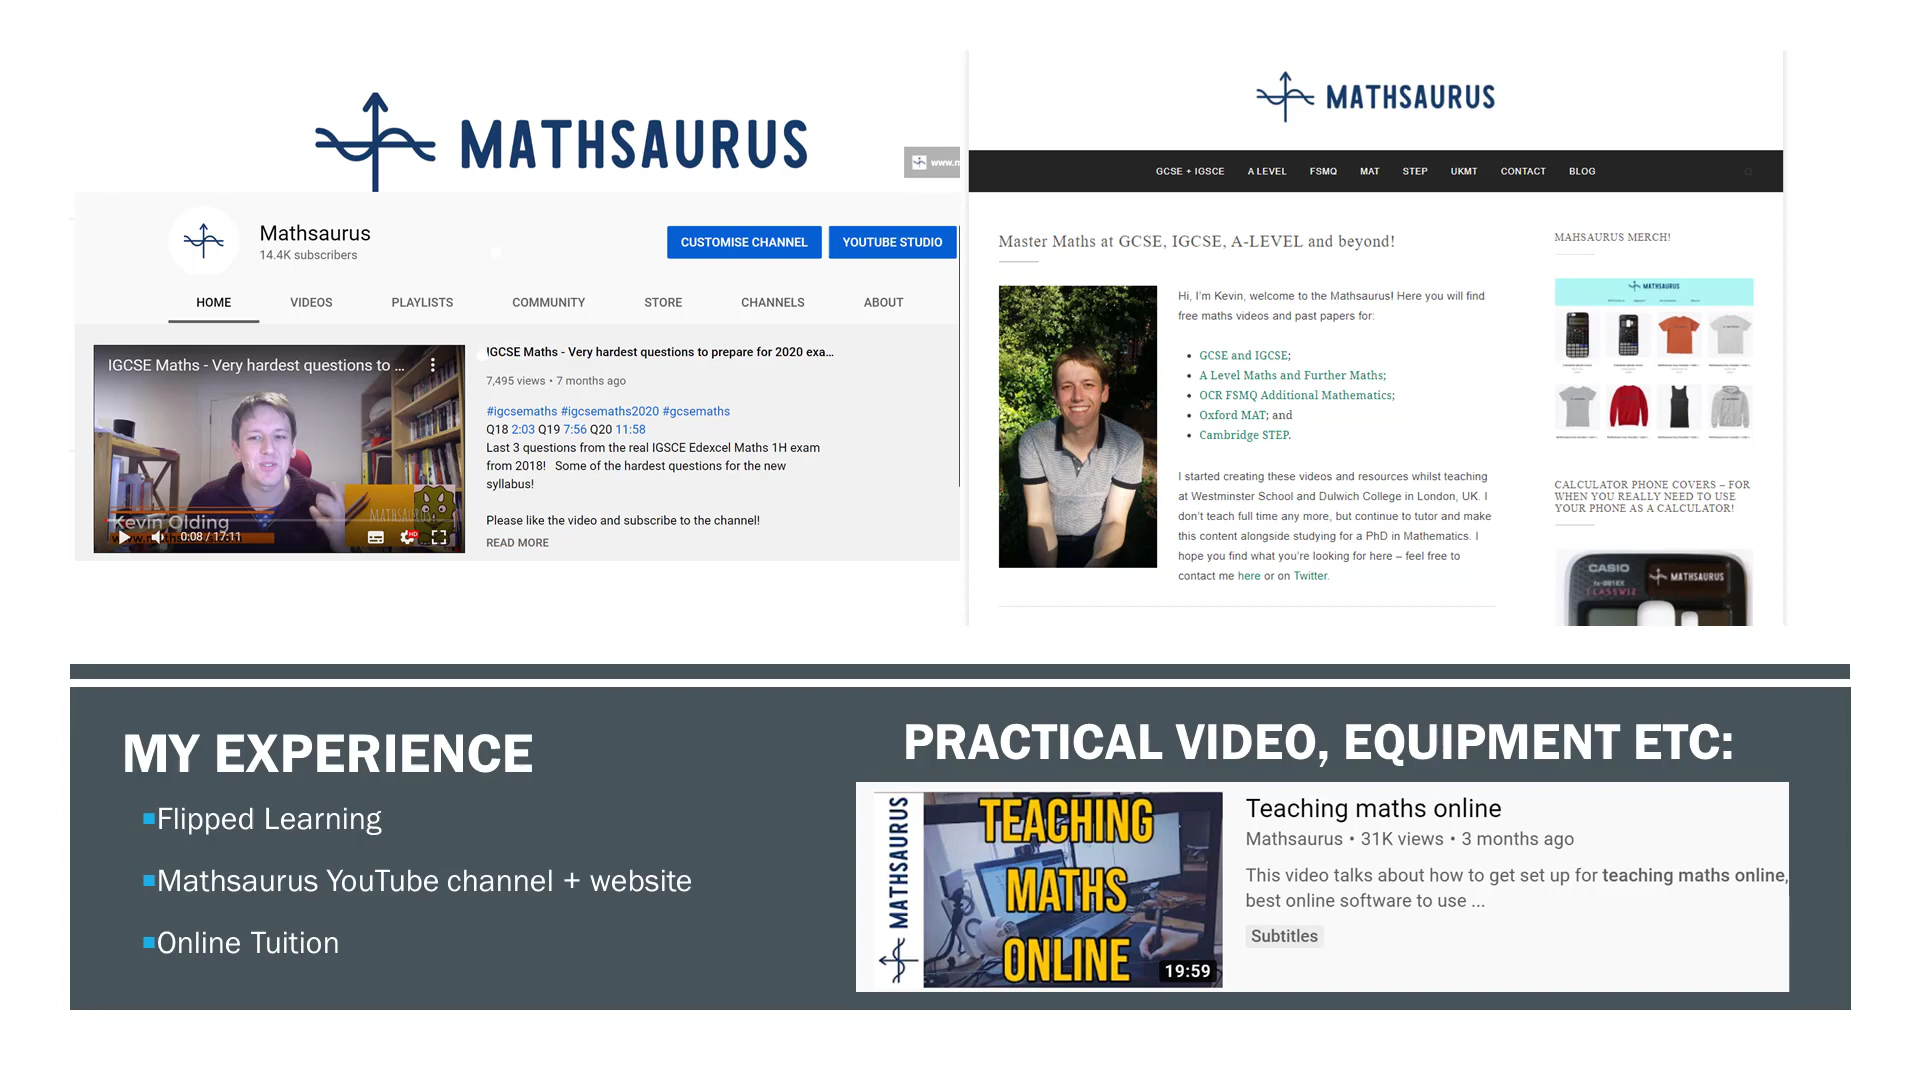 MATHSAURUS
Mathsaurus
14.4K subscribers
CUSTOMISE CHANNEL
YOUTUBE STUDIO
HOME
VIDEOS
PLAYLISTS
COMMUNITY
STORE
CHANNELS
ABOUT
IGCSE Maths - Very hardest questions to ...
Kevin Olding
0:08 / 17:11
IGCSE Maths - Very hardest questions to prepare for 2020 exa...
7,495 views • 7 months ago
#igcsemaths #igcsemaths2020 #gcsemaths
Q18 2:03 Q19 7:56 Q20 11:58
Last 3 questions from the real IGSCE Edexcel Maths 1H exam
from 2018! Some of the hardest questions for the new
syllabus!
Please like the video and subscribe to the channel!
READ MORE
MATHSAURUS
GCSE + IGSCE
A LEVEL
FSMQ
MAT
STEP
UKMT
CONTACT
BLOG
Master Maths at GCSE, IGCSE, A-LEVEL and beyond!
Hi, I'm Kevin, welcome to the Mathsaurus! Here you will find
free maths videos and past papers for:
• GCSE and IGCSE;
• A Level Maths and Further Maths;
• OCR FSMQ Additional Mathematics;
• Oxford MAT; and
• Cambridge STEP.
I started creating these videos and resources whilst teaching
at Westminster School and Dulwich College in London, UK. I
don't teach full time any more, but continue to tutor and make
this content alongside studying for a PhD in Mathematics. I
hope you find what you're looking for here – feel free to
contact me here or on Twitter.
MAHSAURUS MERCH!
MATHSAURUS
CALCULATOR PHONE COVERS – FOR
WHEN YOU REALLY NEED TO USE
YOUR PHONE AS A CALCULATOR!
CASIO
MATHSAURUS
CLASSWIZ
MY EXPERIENCE
▪Flipped Learning
▪Mathsaurus YouTube channel + website
▪Online Tuition
PRACTICAL VIDEO, EQUIPMENT ETC:
MATHSAURUS
TEACHING
MATHS
ONLINE
19:59
Teaching maths online
Mathsaurus • 31K views • 3 months ago
This video talks about how to get set up for teaching maths online,
best online software to use ...
Subtitles